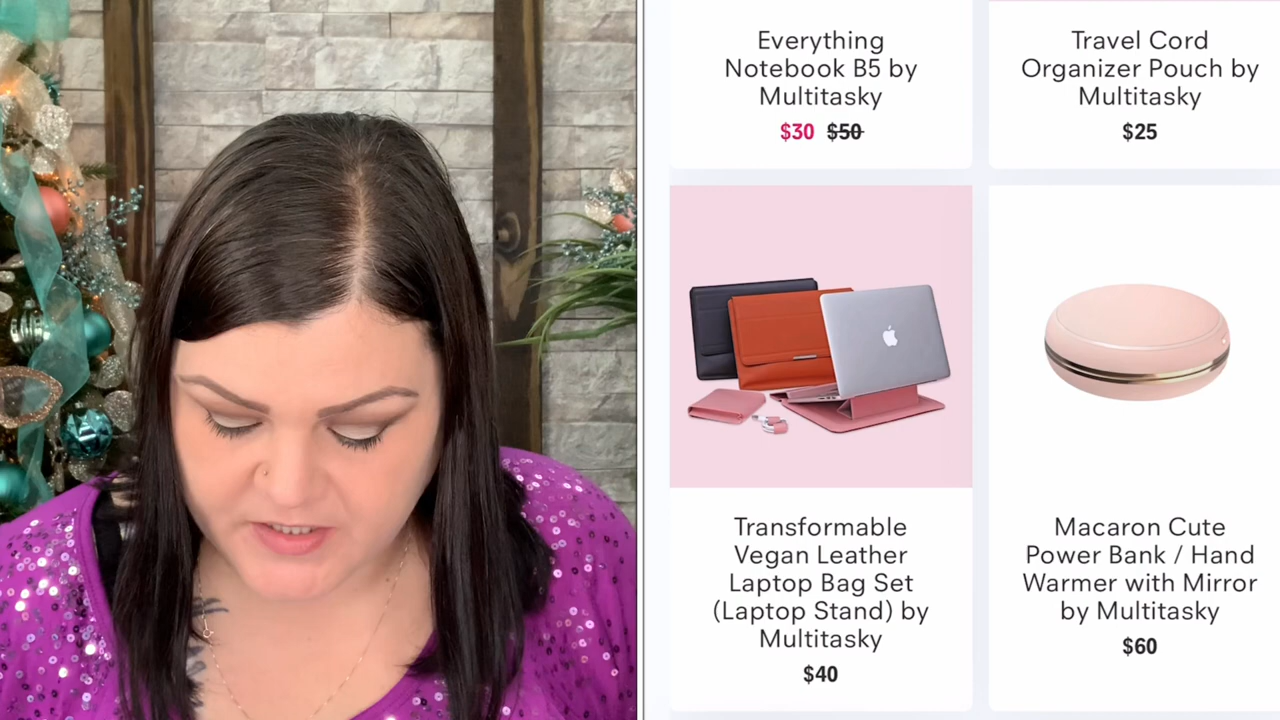 Everything
Notebook B5 by
Multitasky
$30 $50
Travel Cord
Organizer Pouch by
Multitasky
$25
Transformable
Vegan Leather
Laptop Bag Set
(Laptop Stand) by
Multitasky
$40
Macaron Cute
Power Bank / Hand
Warmer with Mirror
by Multitasky
$60